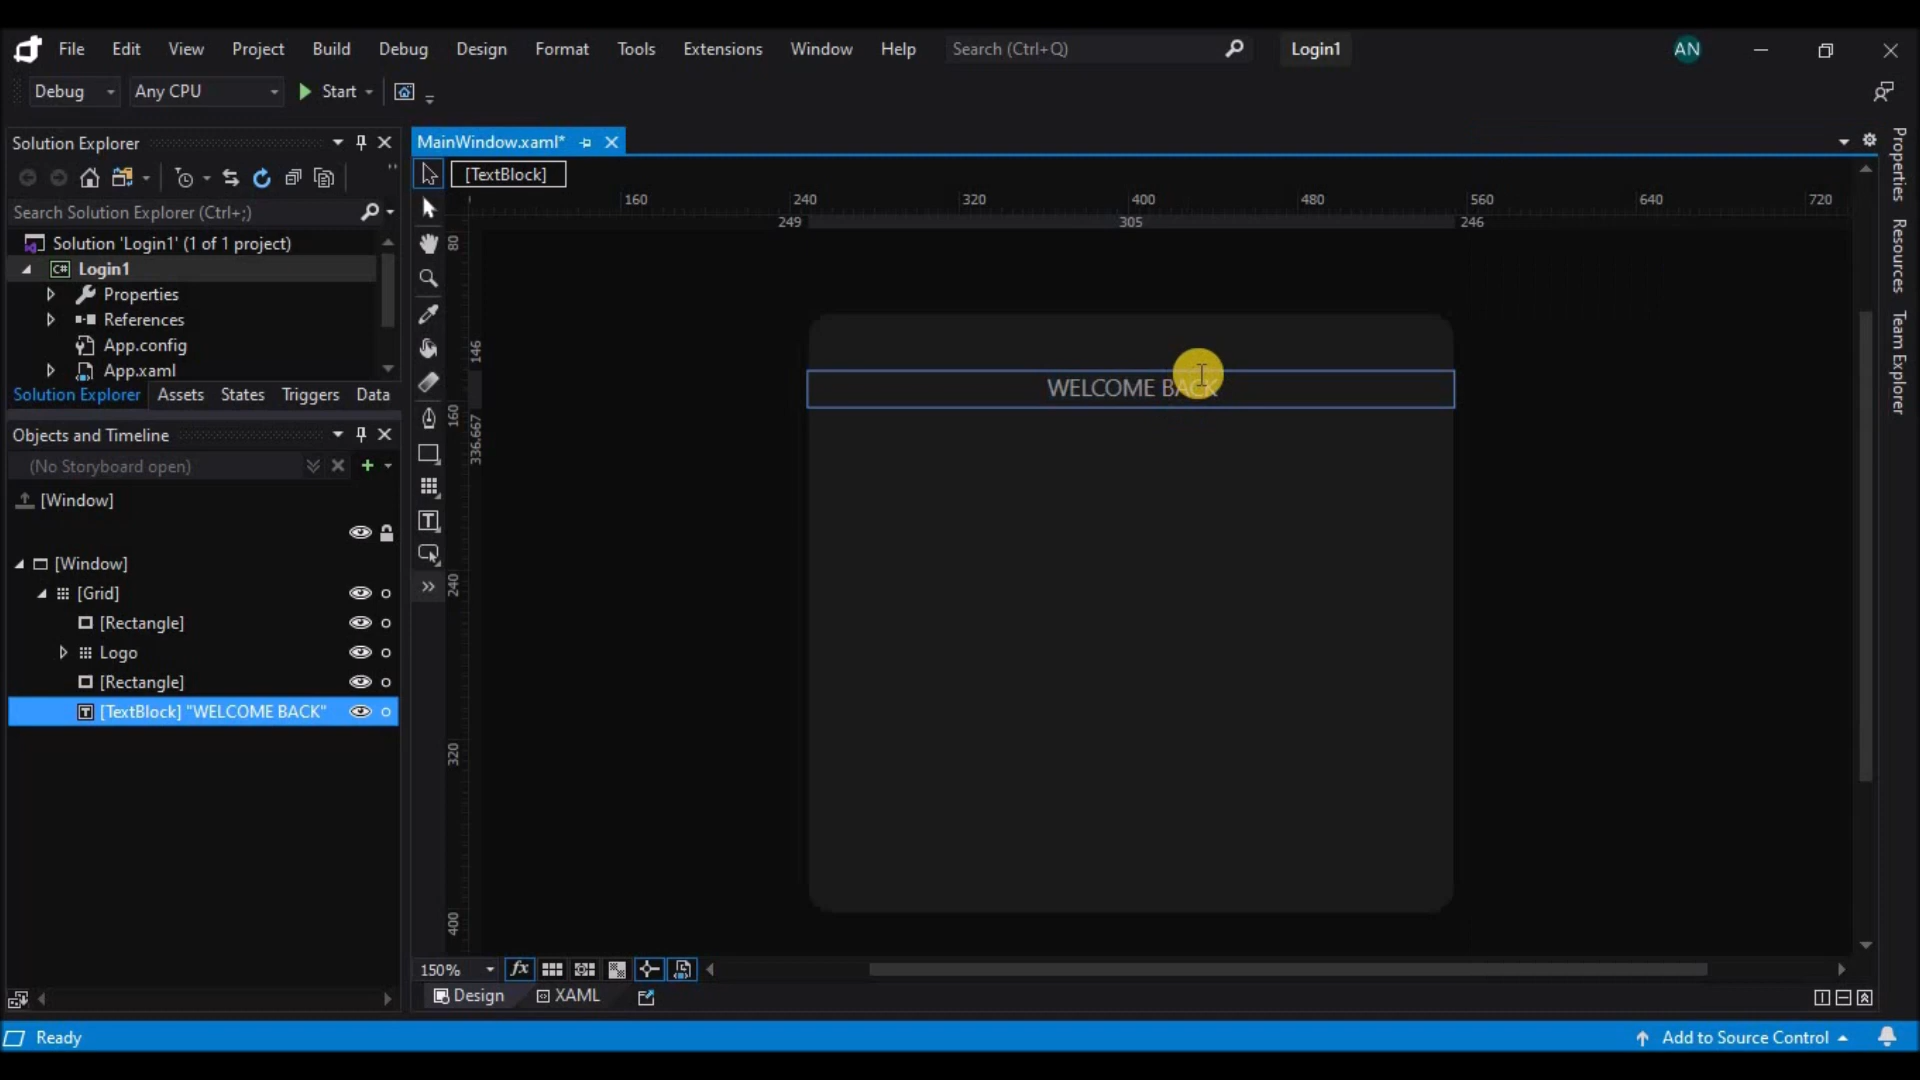 File Edit View Project Build Debug Design Format Tools Extensions Window Help Search (Ctrl+Q) Login1 AN
Debug Any CPU Start
Solution Explorer
Search Solution Explorer (Ctrl+;)
Solution 'Login1' (1 of 1 project)
C# Login1
Properties
References
App.config
App.xaml
Solution Explorer Assets States Triggers Data
Objects and Timeline
(No Storyboard open)
[Window]
[Window]
[Grid]
[Rectangle]
Logo
[Rectangle]
[TextBlock] "WELCOME BACK"
MainWindow.xaml*
[TextBlock]
160 240 320 400 480 560 640 720
249 305 246
80
146
160
336.667
240
320
400
WELCOME BACK
150% fx
Design XAML
Properties
Resources
Team Explorer
Ready Add to Source Control